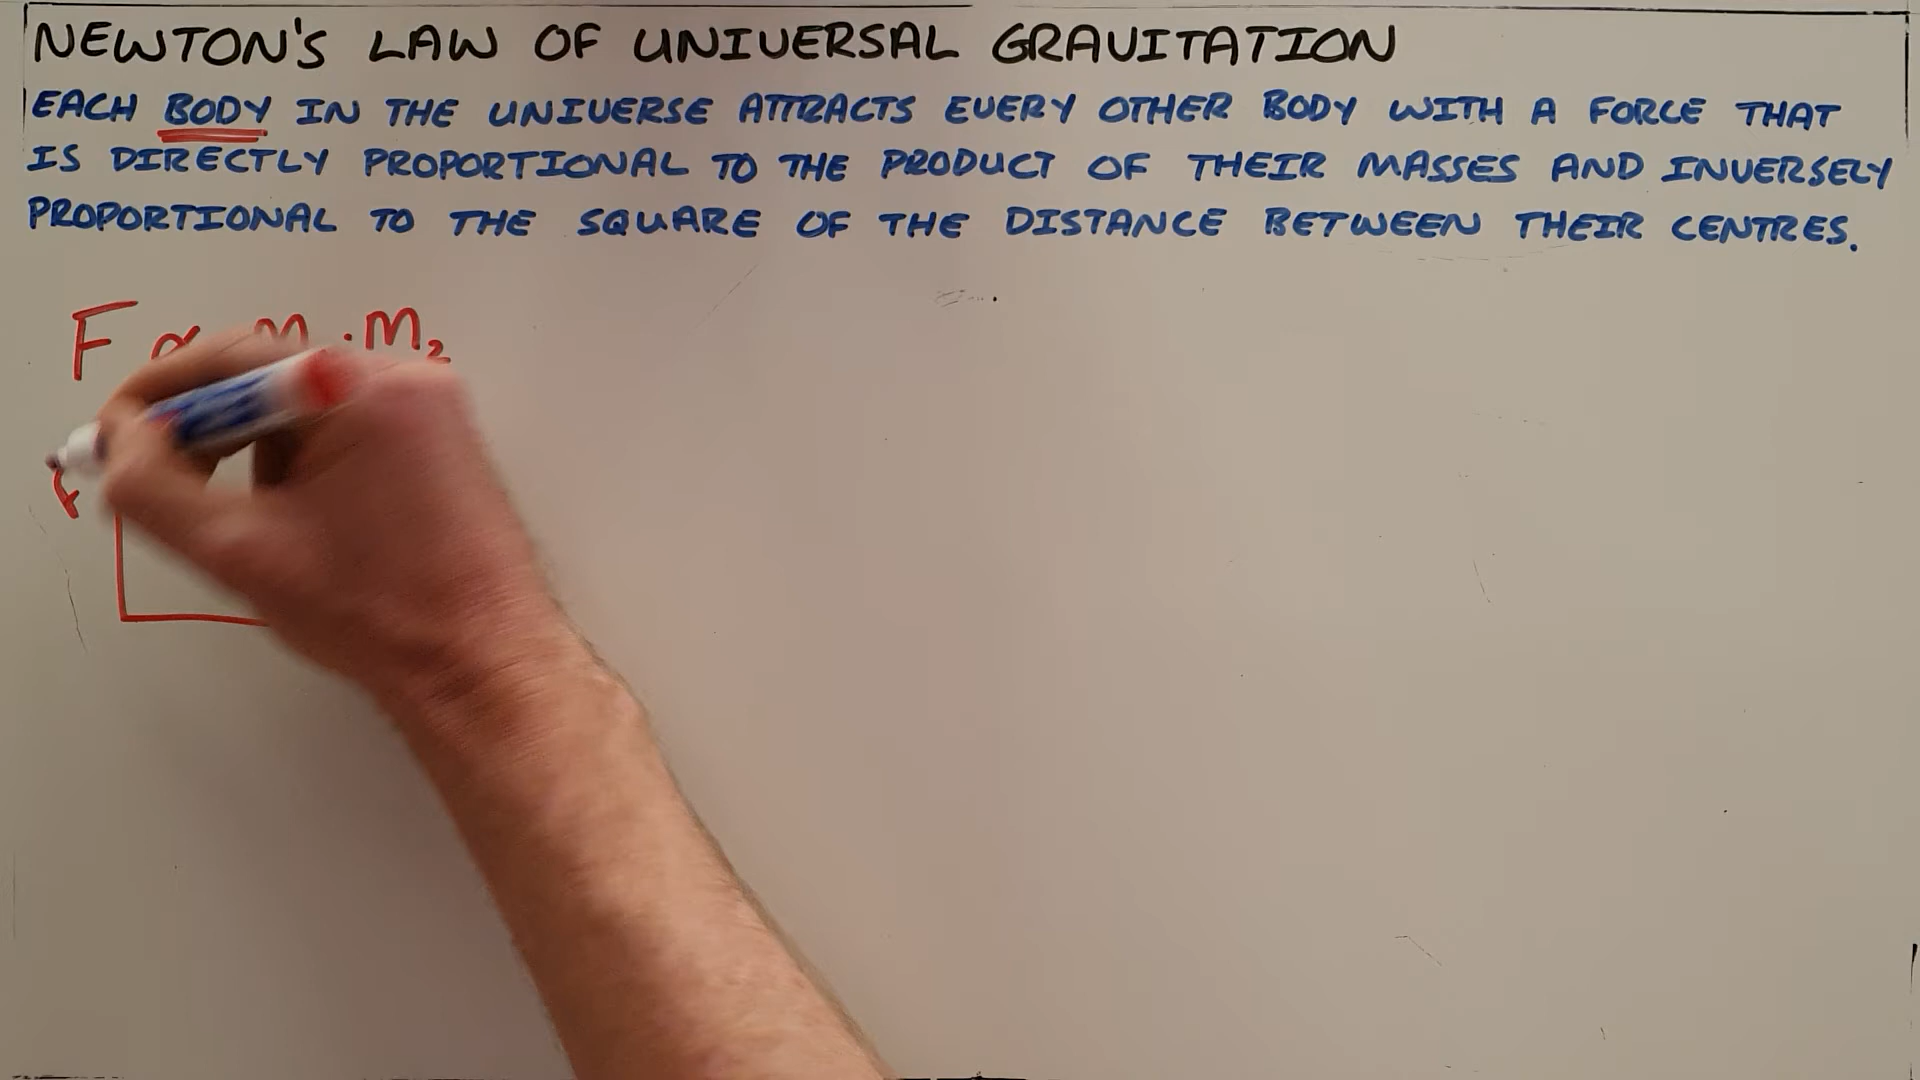 NEWTON'S LAW OF UNIVERSAL GRAVITATION
EACH BODY IN THE UNIVERSE ATTRACTS EVERY OTHER BODY WITH A FORCE THAT
IS DIRECTLY PROPORTIONAL TO THE PRODUCT OF THEIR MASSES AND INVERSELY
PROPORTIONAL TO THE SQUARE OF THE DISTANCE BETWEEN THEIR CENTRES.
F ∝ m . m₂